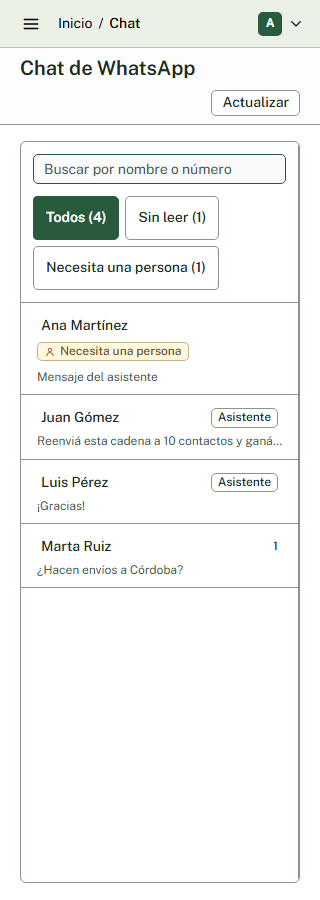 Inicio / Chat
A
Chat de WhatsApp
Actualizar
Buscar por nombre o número
Todos (4)
Sin leer (1)
Necesita una persona (1)
Ana Martínez
Necesita una persona
Mensaje del asistente
Juan Gómez
Asistente
Reenviá esta cadena a 10 contactos y ganá...
Luis Pérez
Asistente
¡Gracias!
Marta Ruiz
1
¿Hacen envíos a Córdoba?